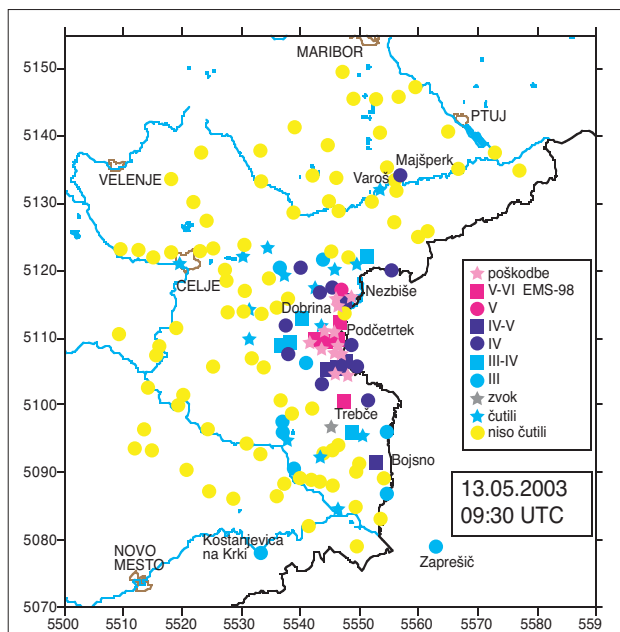 5150
5140
5130
5120
5110
5100
5090
5080
5070
5500
5510
5520
5530
5540
5550
5560
5570
5580
559
MARIBOR
PTUJ
Majšperk
Varoš
VELENJE
CELJE
Nezbiše
Dobrina
Podčetrtek
Trebče
Bojsno
Kostanjevica
na Krki
NOVO
MESTO
Zaprešič
poškodbe
V-VI EMS-98
V
IV-V
IV
III-IV
III
zvok
čutili
niso čutili
13.05.2003
09:30 UTC